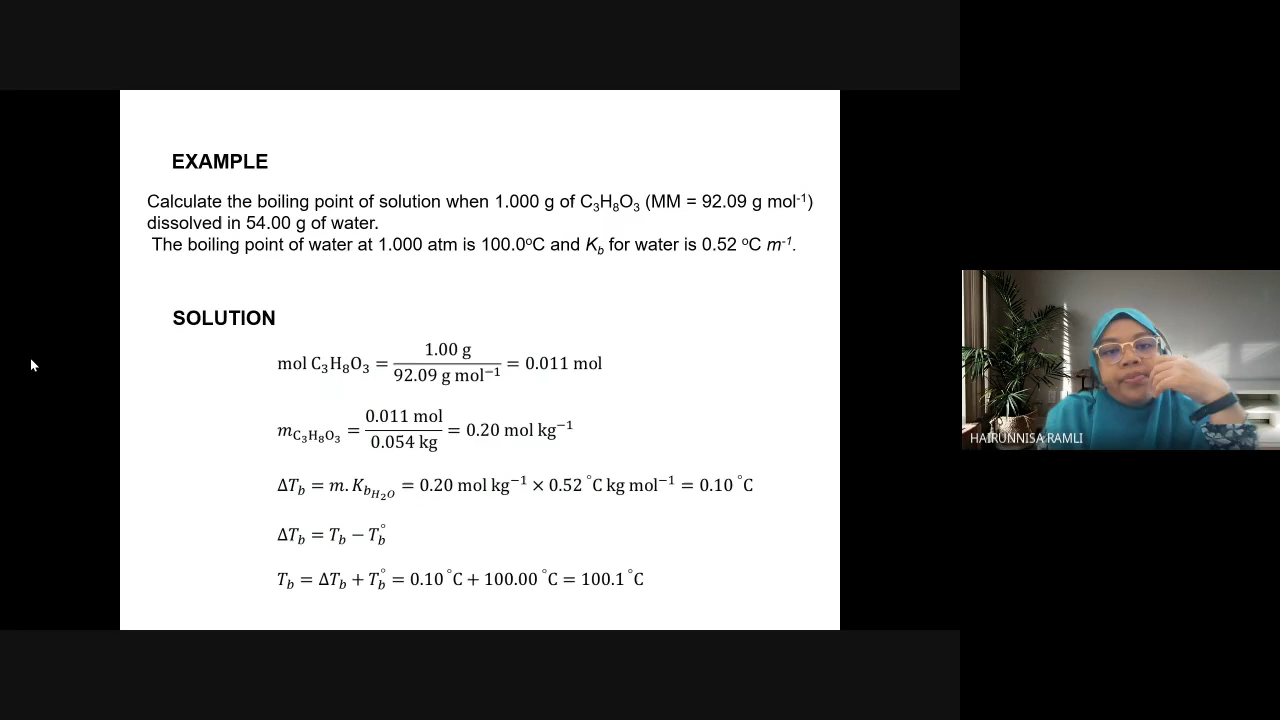 EXAMPLE
Calculate the boiling point of solution when 1.000 g of C₃H₈O₃ (MM = 92.09 g mol⁻¹)
dissolved in 54.00 g of water.
The boiling point of water at 1.000 atm is 100.0ºC and K_b for water is 0.52 ºC m⁻¹.
SOLUTION
mol C₃H₈O₃ = 1.00 g / 92.09 g mol⁻¹ = 0.011 mol
m_C₃H₈O₃ = 0.011 mol / 0.054 kg = 0.20 mol kg⁻¹
ΔT_b = m. K_b_H₂O = 0.20 mol kg⁻¹ × 0.52 °C kg mol⁻¹ = 0.10 °C
ΔT_b = T_b − T_b°
T_b = ΔT_b + T_b° = 0.10 °C + 100.00 °C = 100.1 °C
HAIRUNNISA RAMLI